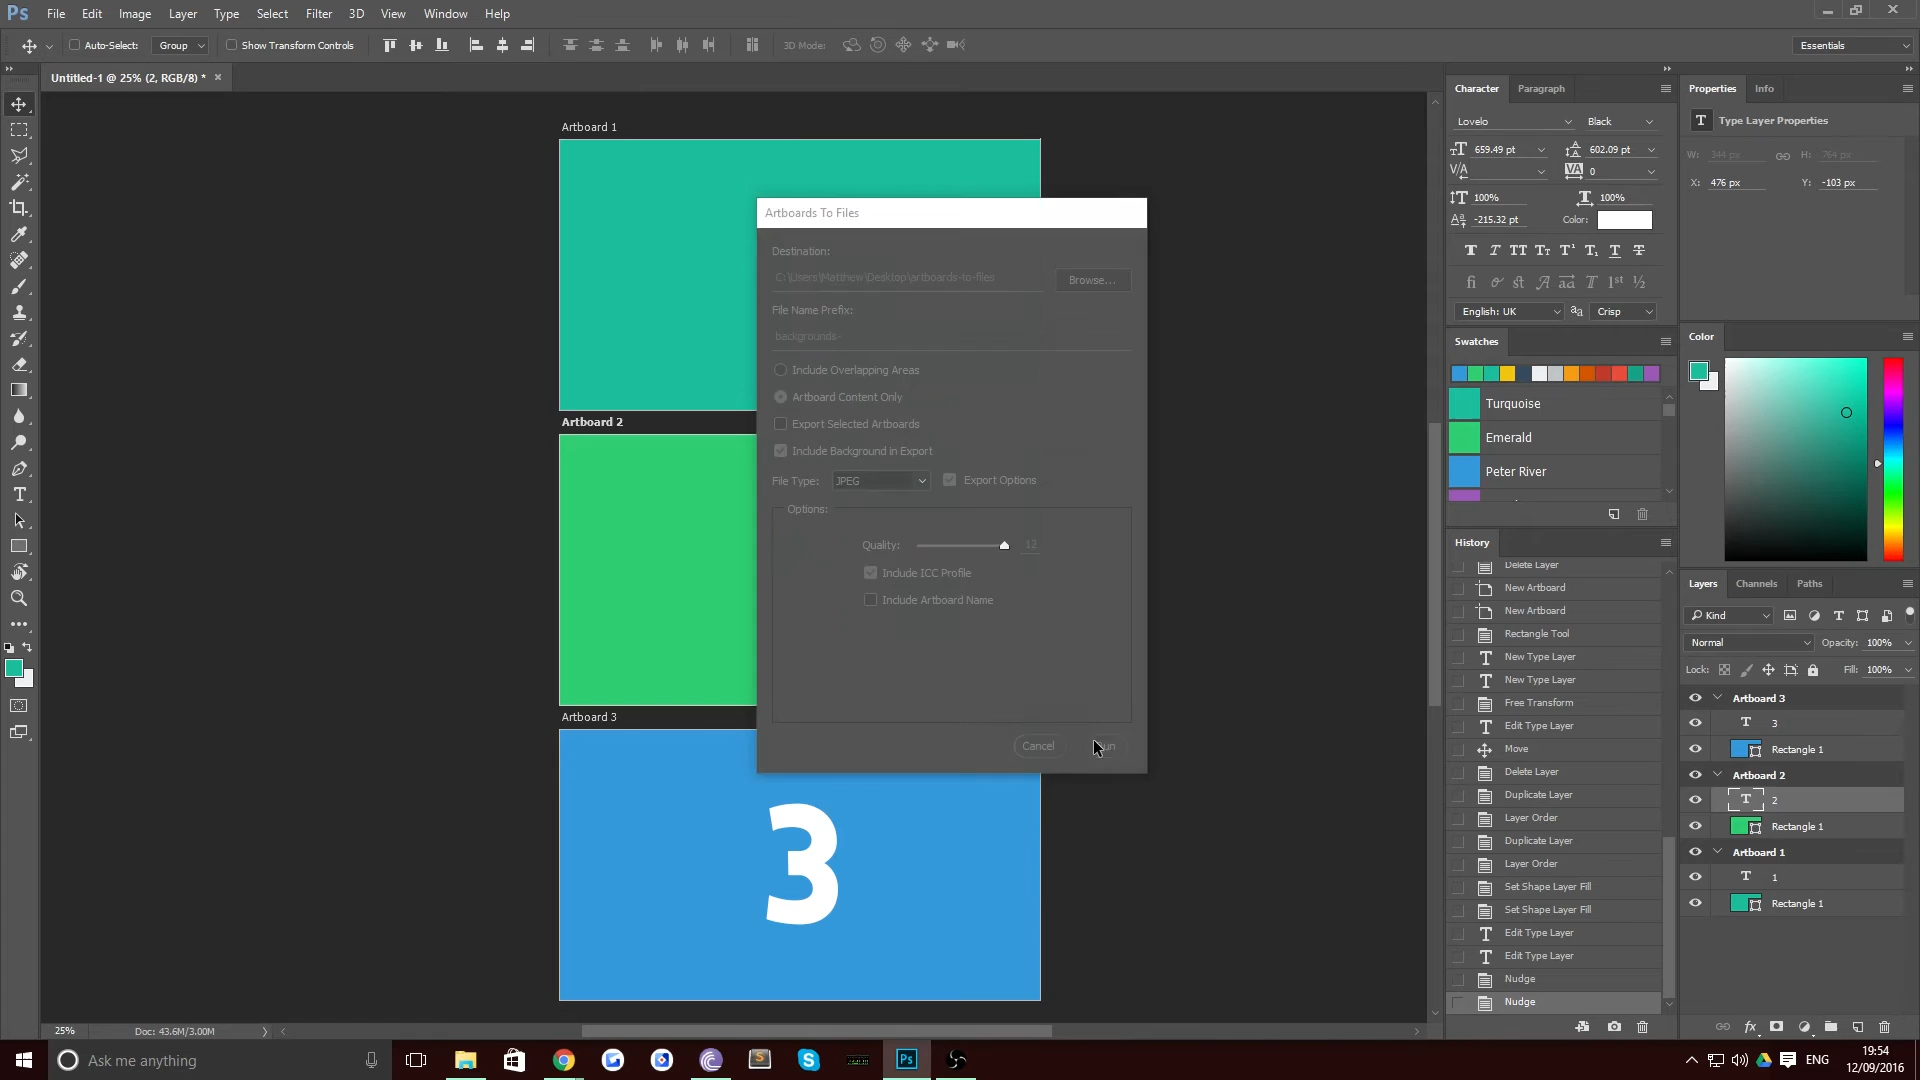 Ps File Edit Image Layer Type Select Filter 3D View Window Help
Auto-Select: Group Show Transform Controls 3D Mode: Essentials
Untitled-1 @ 25% (2, RGB/8) * ×
Artboard 1
Artboard 2
Artboard 3
3
Artboards To Files
Destination:
C:\Users\Matthew\Desktop\artboards-to-files Browse...
File Name Prefix:
backgrounds-
Include Overlapping Areas
Artboard Content Only
Export Selected Artboards
Include Background in Export
File Type: JPEG Export Options
Options:
Quality: 12
Include ICC Profile
Include Artboard Name
Cancel
Character Paragraph
Lovelo Black
659.49 pt 602.09 pt
0
100% 100%
-215.32 pt Color:
English: UK Crisp
Swatches
Turquoise
Emerald
Peter River
History
Delete Layer
New Artboard
New Artboard
Rectangle Tool
New Type Layer
New Type Layer
Free Transform
Edit Type Layer
Move
Delete Layer
Duplicate Layer
Layer Order
Duplicate Layer
Layer Order
Set Shape Layer Fill
Set Shape Layer Fill
Edit Type Layer
Edit Type Layer
Nudge
Nudge
Properties Info
Type Layer Properties
W: 344 px H: 764 px
X: 476 px Y: -103 px
Color
Layers Channels Paths
Kind
Normal Opacity: 100%
Lock: Fill: 100%
Artboard 3
3
Rectangle 1
Artboard 2
2
Rectangle 1
Artboard 1
1
Rectangle 1
25% Doc: 43.6M/3.00M
Ask me anything
Ps
ENG
19:54
12/09/2016